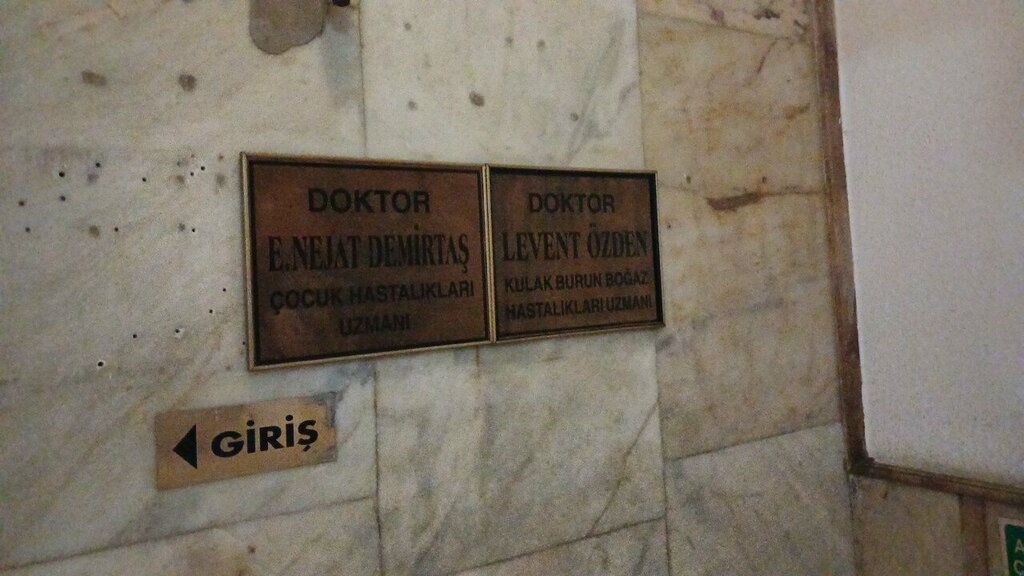 DOKTOR
E.NEJAT DEMİRTAŞ
ÇOCUK HASTALIKLARI
UZMANI
DOKTOR
LEVENT ÖZDEN
KULAK BURUN BOĞAZ
HASTALIKLARI UZMANI
GİRİŞ